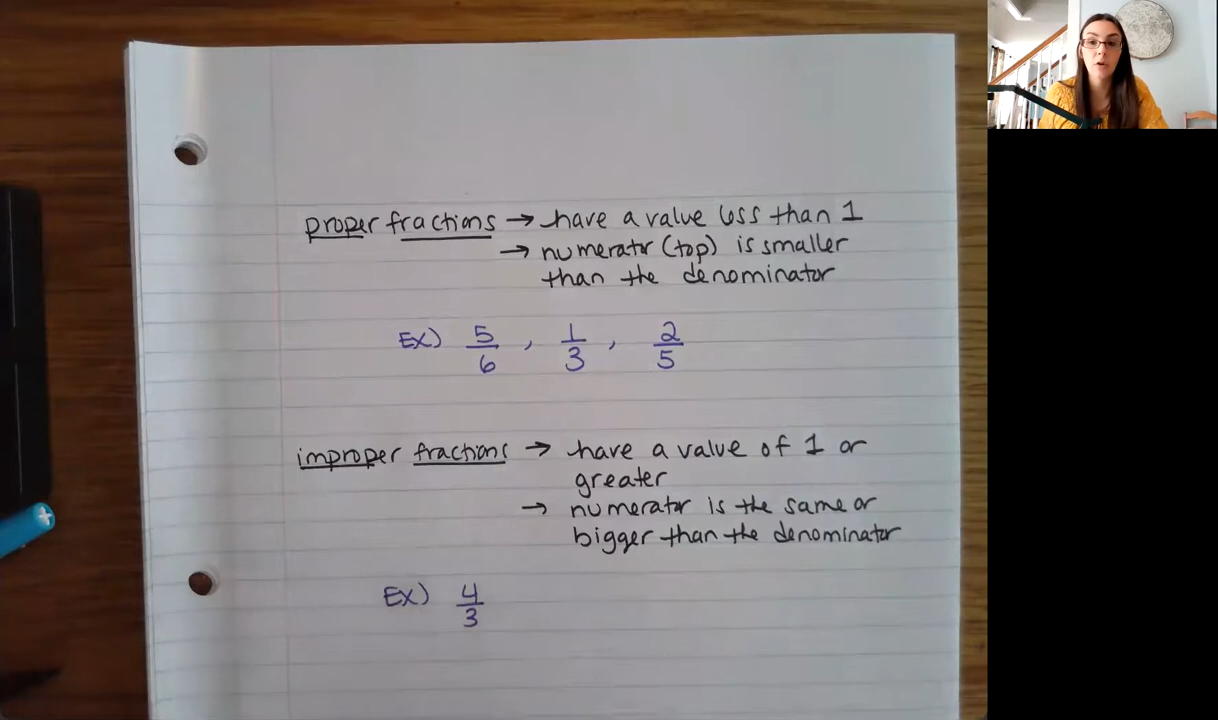 proper fractions → have a value less than 1
→ numerator (top) is smaller
than the denominator
Ex) 5/6 , 1/3 , 2/5
improper fractions → have a value of 1 or
greater
→ numerator is the same or
bigger than the denominator
Ex) 4/3